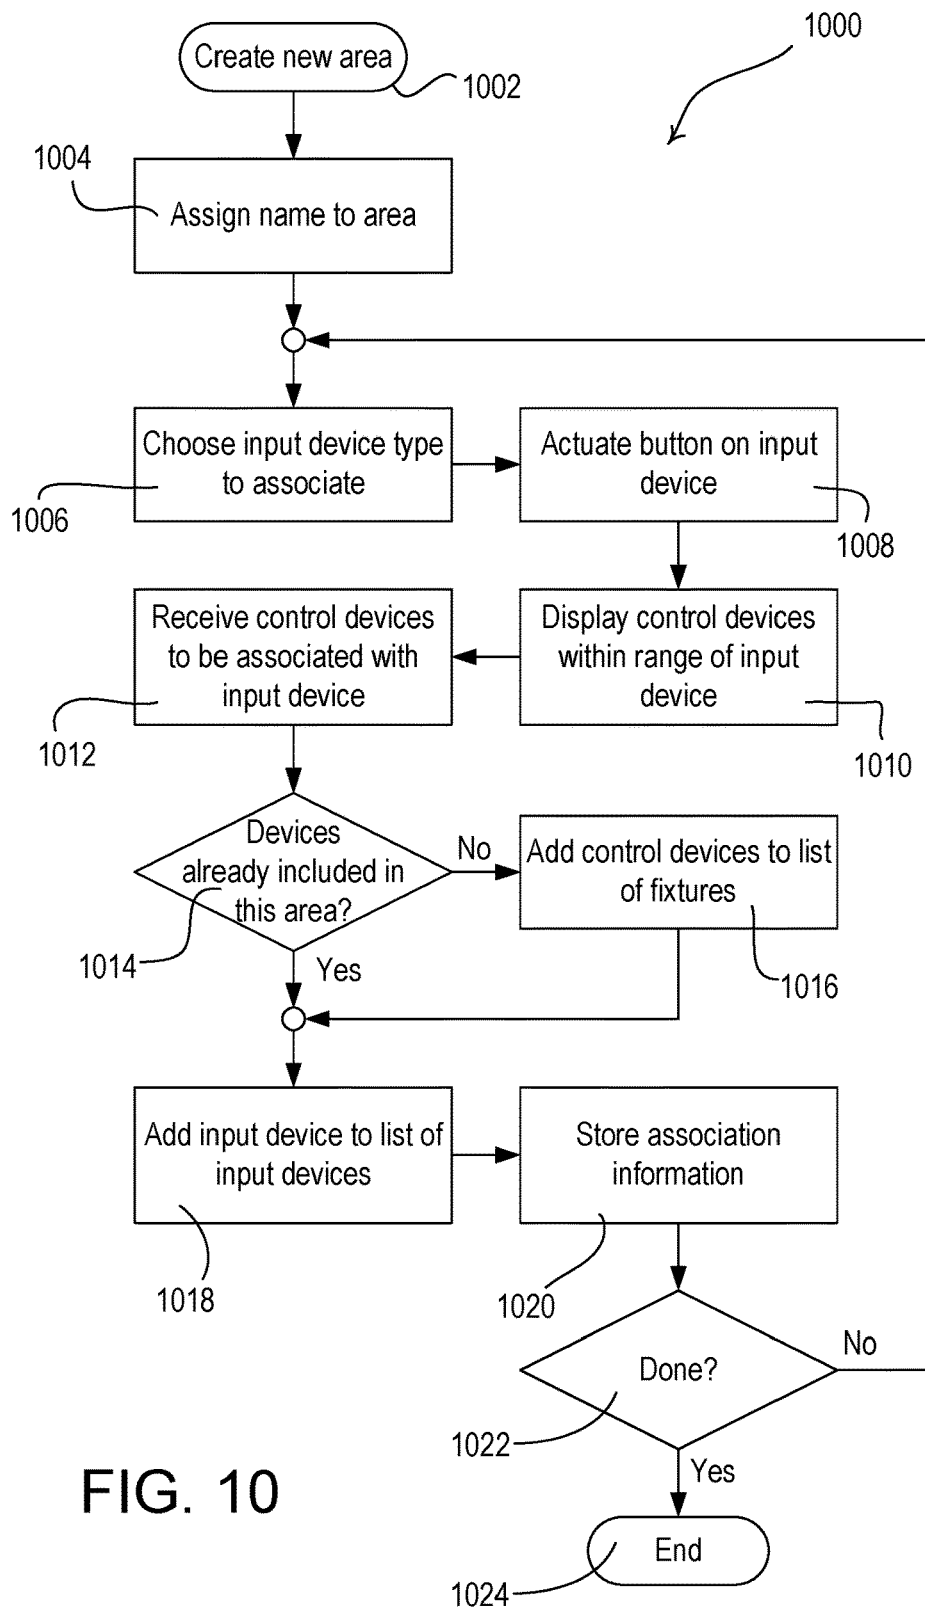 1000
Create new area
1002
1004
Assign name to area
Choose input device type
to associate
1006
Actuate button on input
device
1008
Receive control devices
to be associated with
input device
1012
Display control devices
within range of input
device
1010
Devices
already included in
this area?
1014
No
Yes
Add control devices to list
of fixtures
1016
Add input device to list of
input devices
1018
Store association
information
1020
Done?
1022
No
Yes
End
1024
FIG. 10